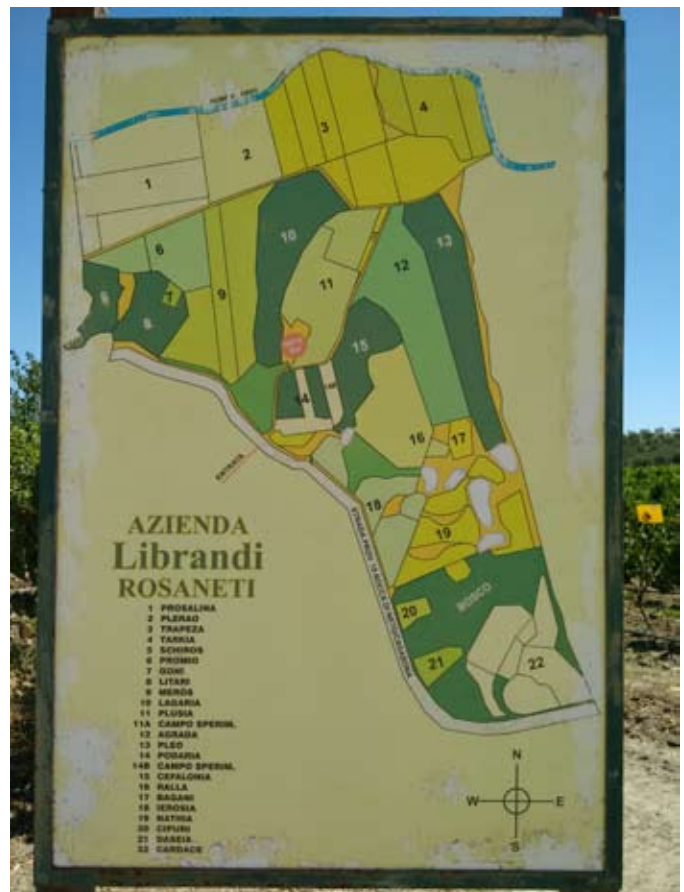 1
2
3
4
6
9
10
11
12
13
8
15
14
16
17
18
19
BOSCO
20
21
22
ENTRATA
AZIENDA
Librandi
ROSANETI
1 PROSALINA
2 PLERAO
3 TRAPEZA
4 TARKIA
5 SCHIROS
6 PROMIO
7 GONI
8 LITARI
9 MEROS
10 LAGARIA
11 PLUSIA
11A CAMPO SPERIM.
12 AGRADA
13 PLEO
14 PODARIA
14B CAMPO SPERIM.
15 CEFALONIA
16 RALLA
17 BAGANI
18 IEROSIA
19
20 CIPURI
21 DASEIA
22 CARDACE
N
W E
S